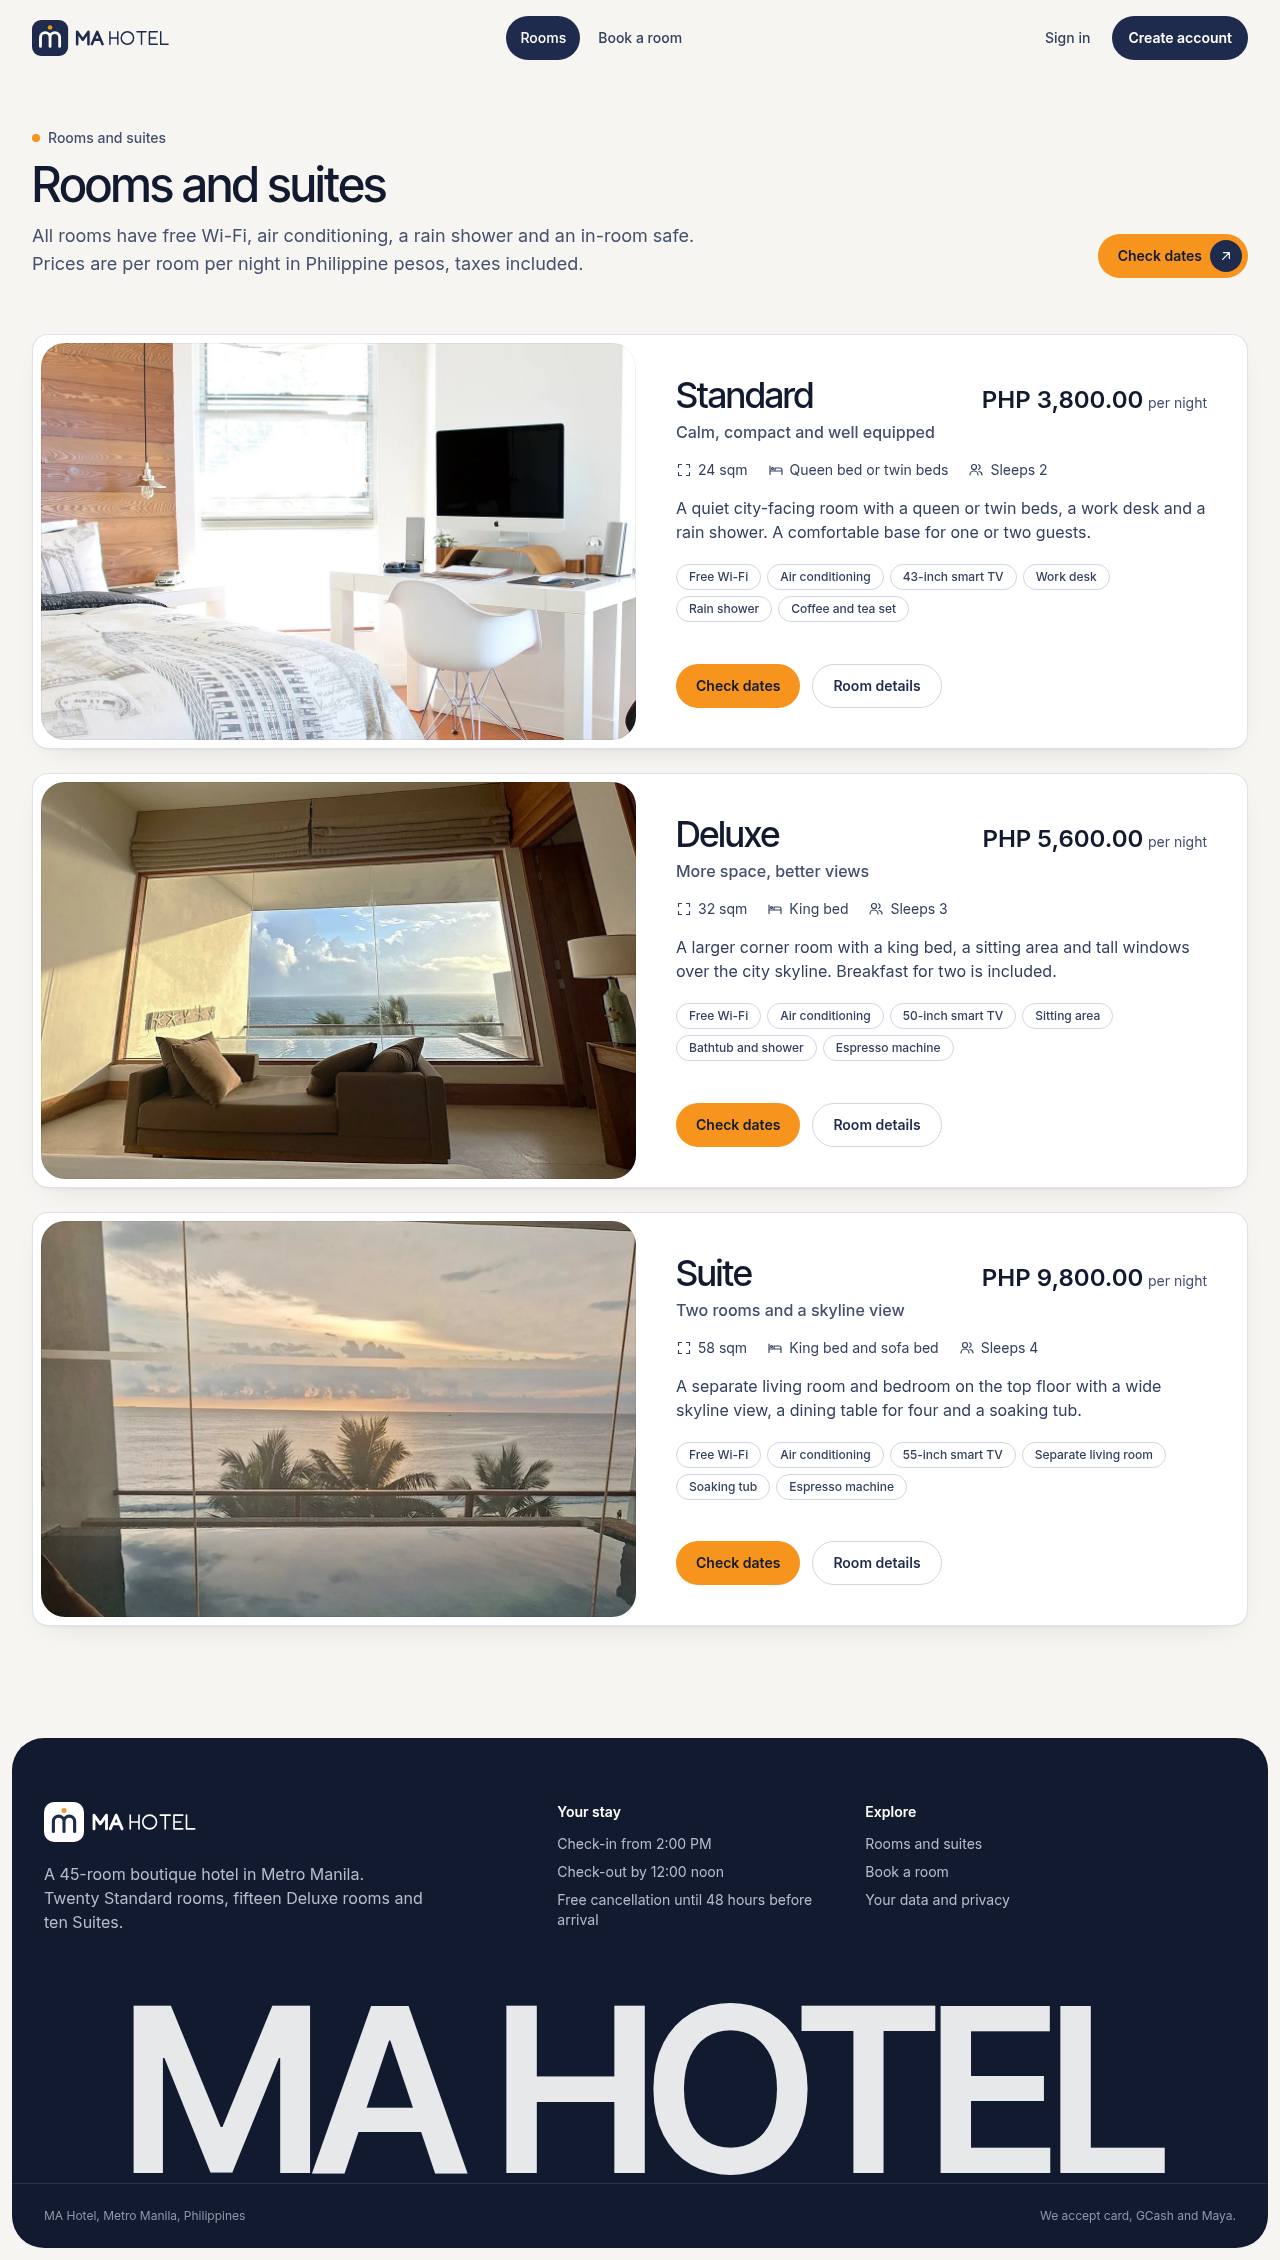 MA HOTEL
Rooms
Book a room
Sign in
Create account
Rooms and suites
Rooms and suites
All rooms have free Wi-Fi, air conditioning, a rain shower and an in-room safe.
Prices are per room per night in Philippine pesos, taxes included.
Check dates
Standard
PHP 3,800.00 per night
Calm, compact and well equipped
24 sqm
Queen bed or twin beds
Sleeps 2
A quiet city-facing room with a queen or twin beds, a work desk and a
rain shower. A comfortable base for one or two guests.
Free Wi-Fi
Air conditioning
43-inch smart TV
Work desk
Rain shower
Coffee and tea set
Check dates
Room details
Deluxe
PHP 5,600.00 per night
More space, better views
32 sqm
King bed
Sleeps 3
A larger corner room with a king bed, a sitting area and tall windows
over the city skyline. Breakfast for two is included.
Free Wi-Fi
Air conditioning
50-inch smart TV
Sitting area
Bathtub and shower
Espresso machine
Check dates
Room details
Suite
PHP 9,800.00 per night
Two rooms and a skyline view
58 sqm
King bed and sofa bed
Sleeps 4
A separate living room and bedroom on the top floor with a wide
skyline view, a dining table for four and a soaking tub.
Free Wi-Fi
Air conditioning
55-inch smart TV
Separate living room
Soaking tub
Espresso machine
Check dates
Room details
MA HOTEL
A 45-room boutique hotel in Metro Manila.
Twenty Standard rooms, fifteen Deluxe rooms and
ten Suites.
Your stay
Check-in from 2:00 PM
Check-out by 12:00 noon
Free cancellation until 48 hours before
arrival
Explore
Rooms and suites
Book a room
Your data and privacy
MA HOTEL
MA Hotel, Metro Manila, Philippines
We accept card, GCash and Maya.